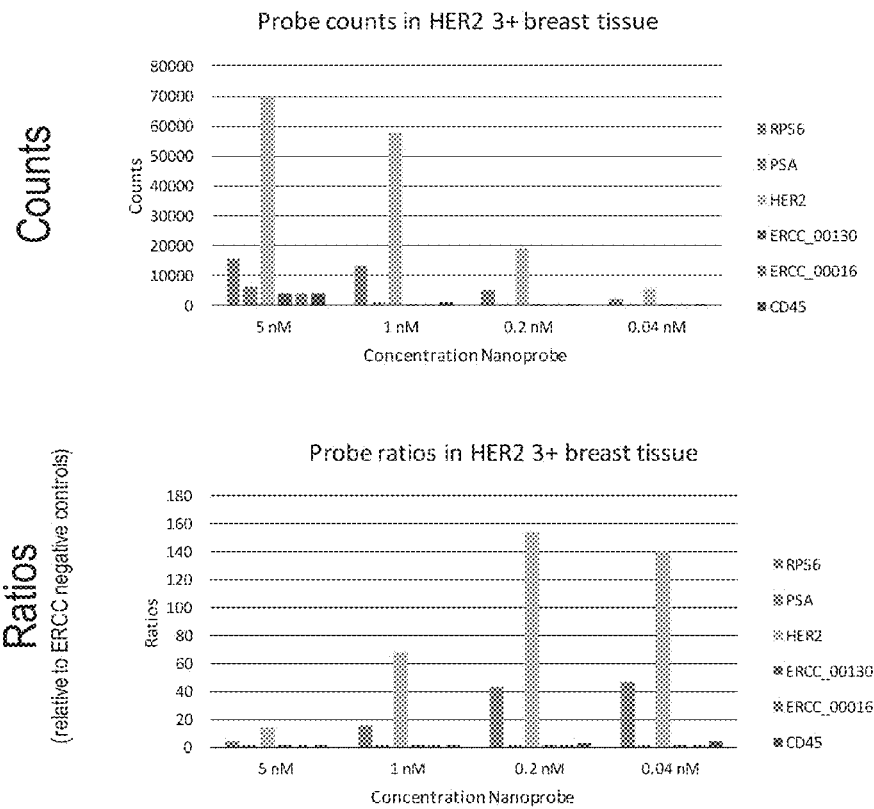 Probe counts in HER2 3+ breast tissue
Counts
Counts
80000
70000
60000
50000
40000
30000
20000
10000
0
5 nM
1 nM
0.2 nM
0.04 nM
Concentration Nanoprobe
RPS6
PSA
HER2
ERCC_00130
ERCC_00016
CD45
Probe ratios in HER2 3+ breast tissue
Ratios
(relative to ERCC negative controls)
Ratios
180
160
140
120
100
80
60
40
20
0
5 nM
1 nM
0.2 nM
0.04 nM
Concentration Nanoprobe
RPS6
PSA
HER2
ERCC_00130
ERCC_00016
CD45